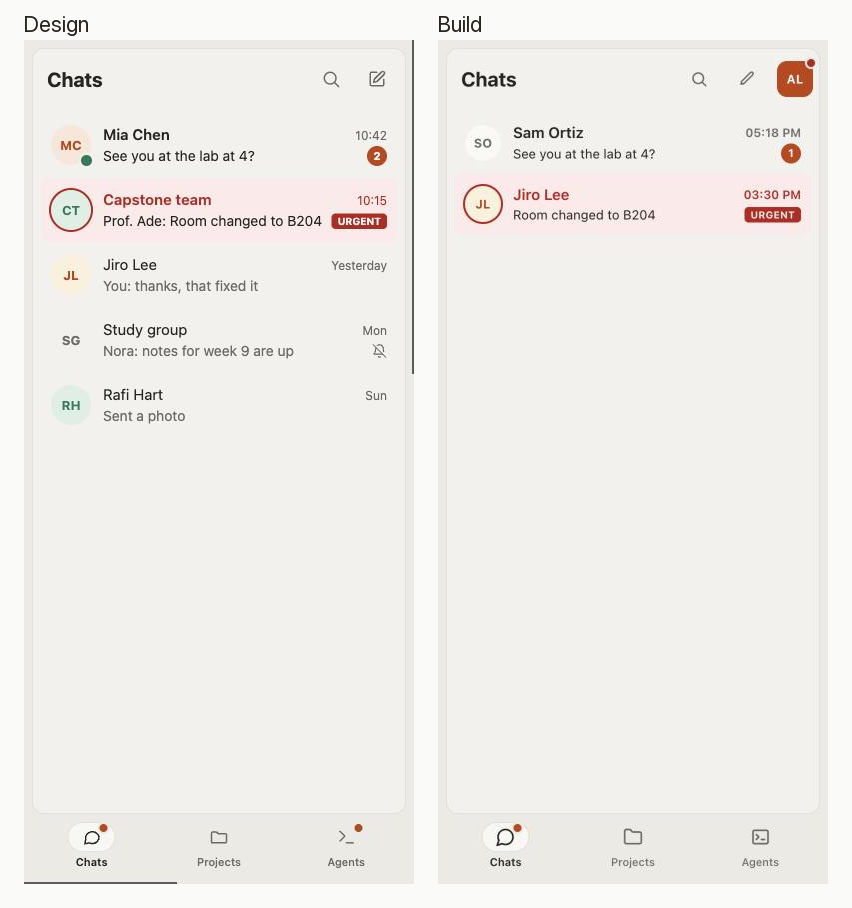 Design
Chats
MC
Mia Chen
10:42
See you at the lab at 4?
2
CT
Capstone team
10:15
Prof. Ade: Room changed to B204
URGENT
JL
Jiro Lee
Yesterday
You: thanks, that fixed it
SG
Study group
Mon
Nora: notes for week 9 are up
RH
Rafi Hart
Sun
Sent a photo
Chats
Projects
Agents
Build
Chats
AL
SO
Sam Ortiz
05:18 PM
See you at the lab at 4?
1
JL
Jiro Lee
03:30 PM
Room changed to B204
URGENT
Chats
Projects
Agents